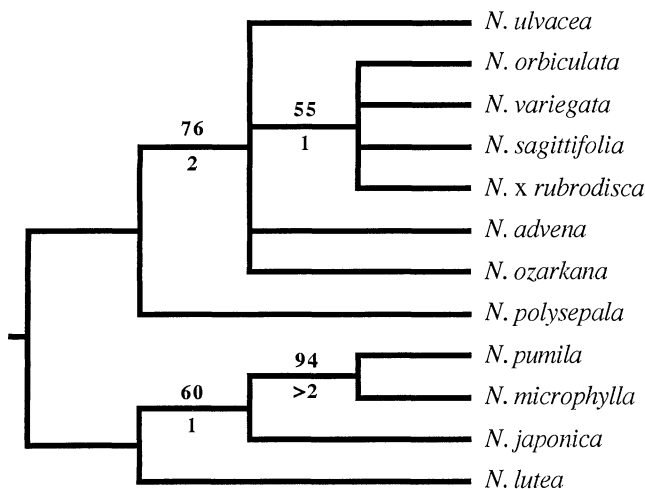 N. ulvacea
N. orbiculata
55
N. variegata
76
1
N. sagittifolia
2
N. x rubrodisca
N. advena
N. ozarkana
N. polysepala
94
N. pumila
60
>2
N. microphylla
1
N. japonica
N. lutea